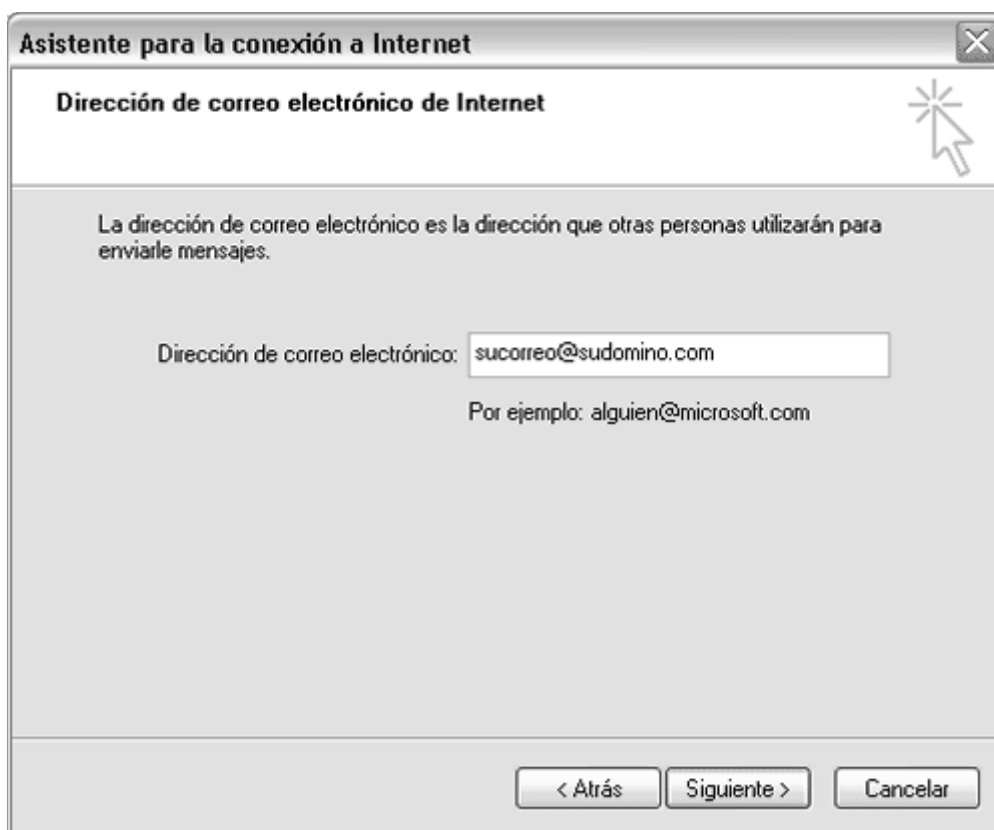 Asistente para la conexión a Internet
Dirección de correo electrónico de Internet
La dirección de correo electrónico es la dirección que otras personas utilizarán para
enviarle mensajes.
Dirección de correo electrónico: sucorreo@sudomino.com
Por ejemplo: alguien@microsoft.com
< Atrás Siguiente > Cancelar